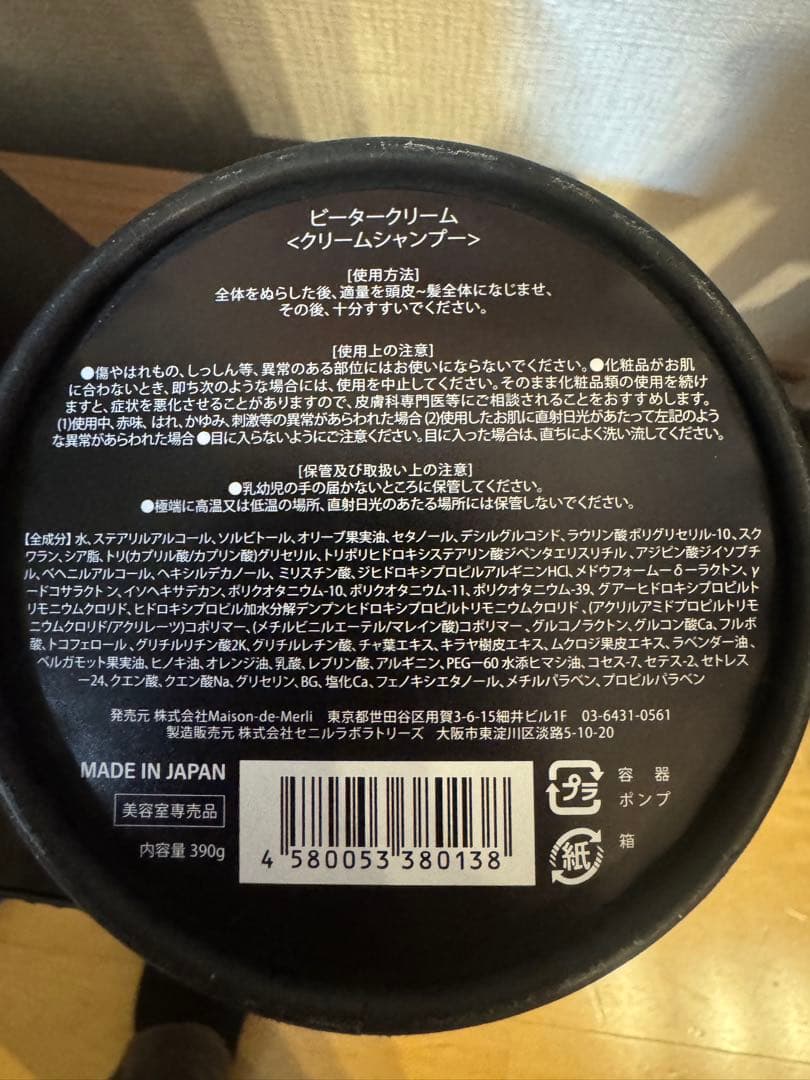 ビータークリーム
<クリームシャンプー>
[使用方法]
全体をぬらした後、適量を頭皮~髪全体になじませ、
その後、十分すすいでください。
[使用上の注意]
●傷やはれもの、しっしん等、異常のある部位にはお使いにならないでください。●化粧品がお肌
に合わないとき、即ち次のような場合には、使用を中止してください。そのまま化粧品類の使用を続け
ますと、症状を悪化させることがありますので、皮膚科専門医等にご相談されることをおすすめします。
(1)使用中、赤味、はれ、かゆみ、刺激等の異常があらわれた場合 (2)使用したお肌に直射日光があたって左記のよう
な異常があらわれた場合 ●目に入らないようにご注意ください。目に入った場合は、直ちによく洗い流してください。
[保管及び取扱い上の注意]
●乳幼児の手の届かないところに保管してください。
●極端に高温又は低温の場所、直射日光のあたる場所には保管しないでください。
【全成分】水、ステアリルアルコール、ソルビトール、オリーブ果実油、セタノール、デシルグルコシド、ラウリン酸ポリグリセリル-10、スク
ワラン、シア脂、トリ(カプリル酸/カプリン酸)グリセリル、トリポリヒドロキシステアリン酸ジペンタエリスリチル、アジピン酸ジイソブチ
ル、ベヘニルアルコール、ヘキシルデカノール、ミリスチン酸、ジヒドロキシプロピルアルギニンHCl、メドウフォームーδーラクトン、γ
ードコサラクトン、イソヘキサデカン、ポリクオタニウム-10、ポリクオタニウム-11、ポリクオタニウム-39、グアーヒドロキシプロピルト
リモニウムクロリド、ヒドロキシプロピル加水分解デンプンヒドロキシプロピルトリモニウムクロリド、(アクリルアミドプロピルトリモ
ニウムクロリド/アクリレーツ)コポリマー、(メチルビニルエーテル/マレイン酸)コポリマー、グルコノラクトン、グルコン酸Ca、フルボ
酸、トコフェロール、グリチルリチン酸2K、グリチルレチン酸、チャ葉エキス、キラヤ樹皮エキス、ムクロジ果皮エキス、ラベンダー油、
ベルガモット果実油、ヒノキ油、オレンジ油、乳酸、レブリン酸、アルギニン、PEG－60水添ヒマシ油、コセス-7、セテス-2、セトレス
－24、クエン酸、クエン酸Na、グリセリン、BG、塩化Ca、フェノキシエタノール、メチルパラベン、プロピルパラベン
発売元 株式会社Maison-de-Merli 東京都世田谷区用賀3-6-15細井ビル1F 03-6431-0561
製造販売元 株式会社セニルラボラトリーズ 大阪市東淀川区淡路5-10-20
MADE IN JAPAN
美容室専売品
内容量 390g
4 580053 380138
プラ
容器
ポンプ
紙
箱